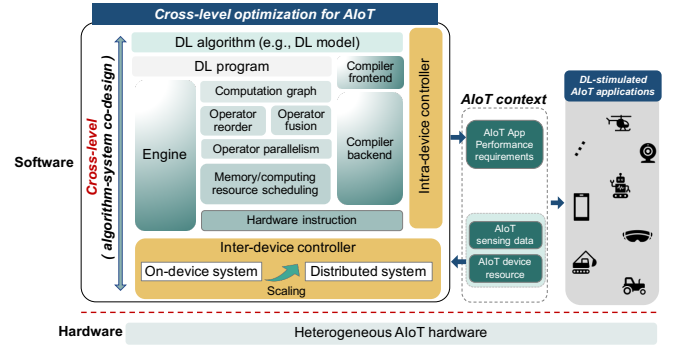 Cross-level optimization for AIoT
DL algorithm (e.g., DL model)
DL program
Compiler
frontend
Computation graph
Operator
reorder
Operator
fusion
Operator parallelism
Memory/computing
resource scheduling
Engine
Compiler
backend
Hardware instruction
Intra-device controller
Inter-device controller
On-device system
Distributed system
Scaling
Software
Cross-level
( algorithm-system co-design )
AIoT context
AIoT App
Performance
requirements
AIoT
sensing data
AIoT device
resource
DL-stimulated
AIoT applications
Hardware
Heterogeneous AIoT hardware